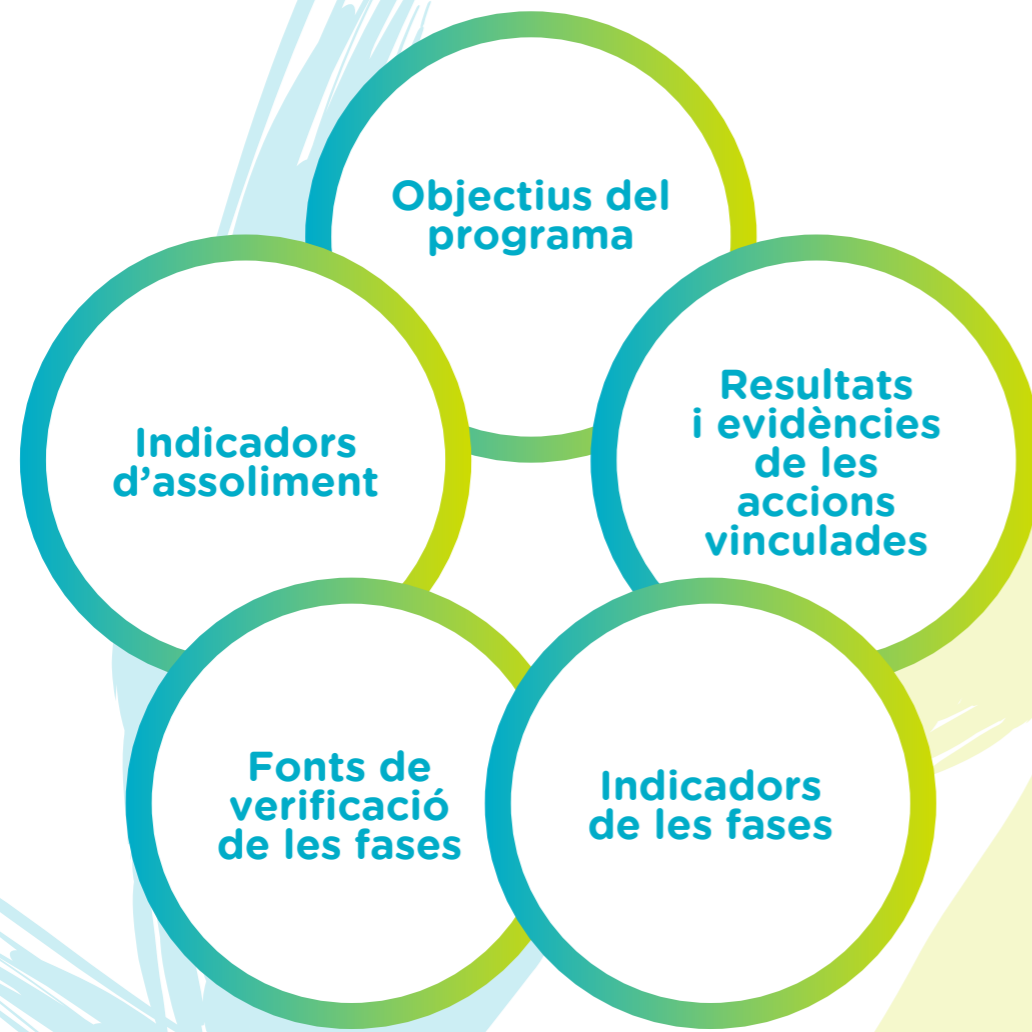 Objectius del
programa
Indicadors
d’assoliment
Resultats
i evidències
de les
accions
vinculades
Fonts de
verificació
de les fases
Indicadors
de les fases